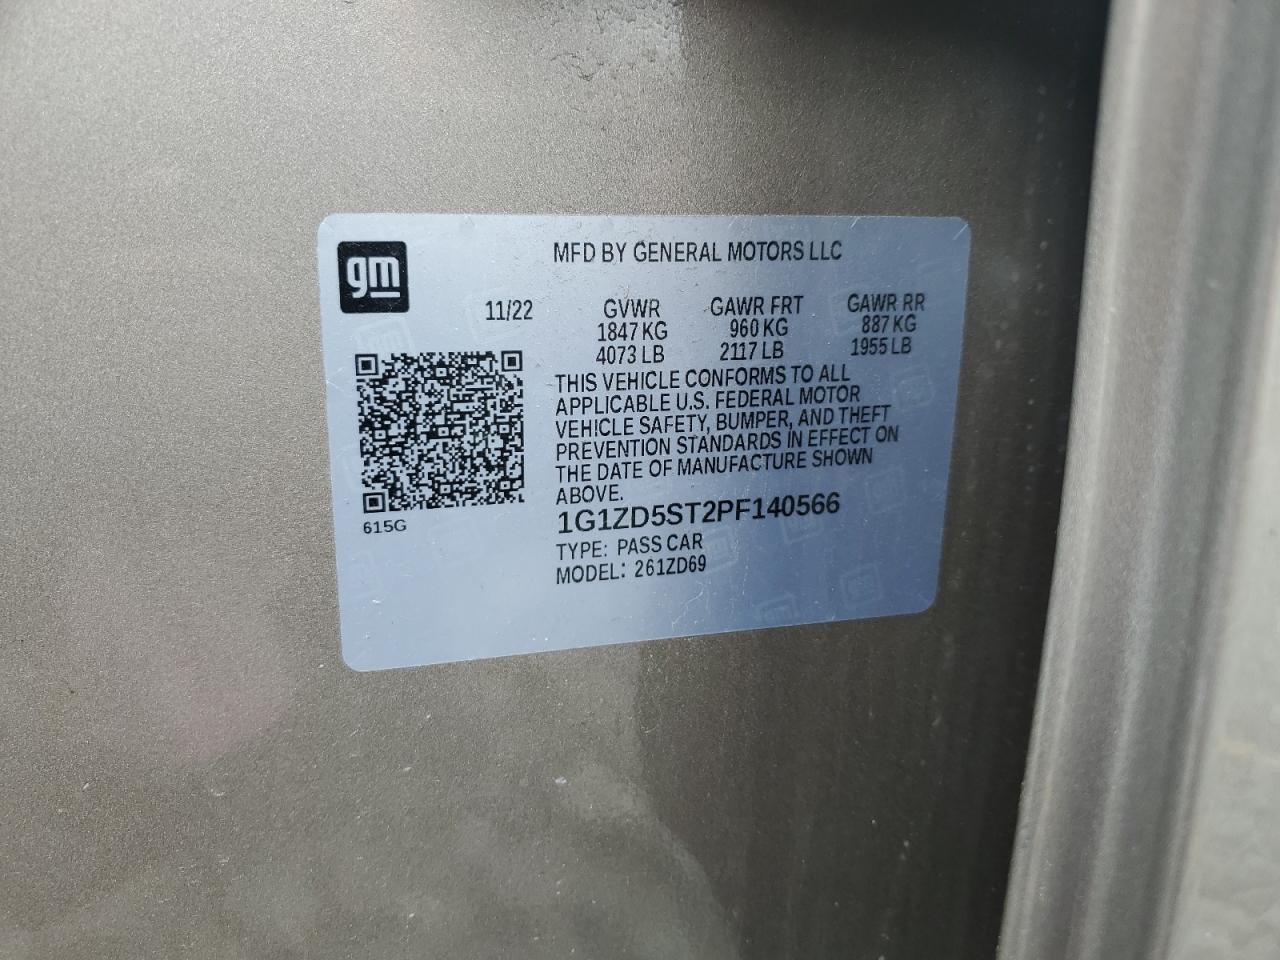 gm
MFD BY GENERAL MOTORS LLC
11/22 GVWR GAWR FRT GAWR RR
1847 KG 960 KG 887 KG
4073 LB 2117 LB 1955 LB
THIS VEHICLE CONFORMS TO ALL
APPLICABLE U.S. FEDERAL MOTOR
VEHICLE SAFETY, BUMPER, AND THEFT
PREVENTION STANDARDS IN EFFECT ON
THE DATE OF MANUFACTURE SHOWN
ABOVE.
615G
1G1ZD5ST2PF140566
TYPE: PASS CAR
MODEL: 261ZD69